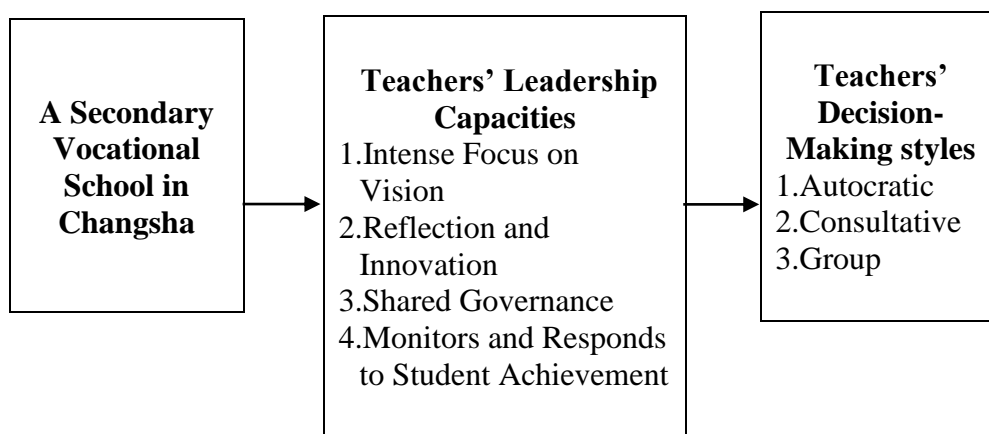 A Secondary
Vocational
School in
Changsha
Teachers’ Leadership
Capacities
1.Intense Focus on
Vision
2.Reflection and
Innovation
3.Shared Governance
4.Monitors and Responds
to Student Achievement
Teachers’
Decision-
Making styles
1.Autocratic
2.Consultative
3.Group